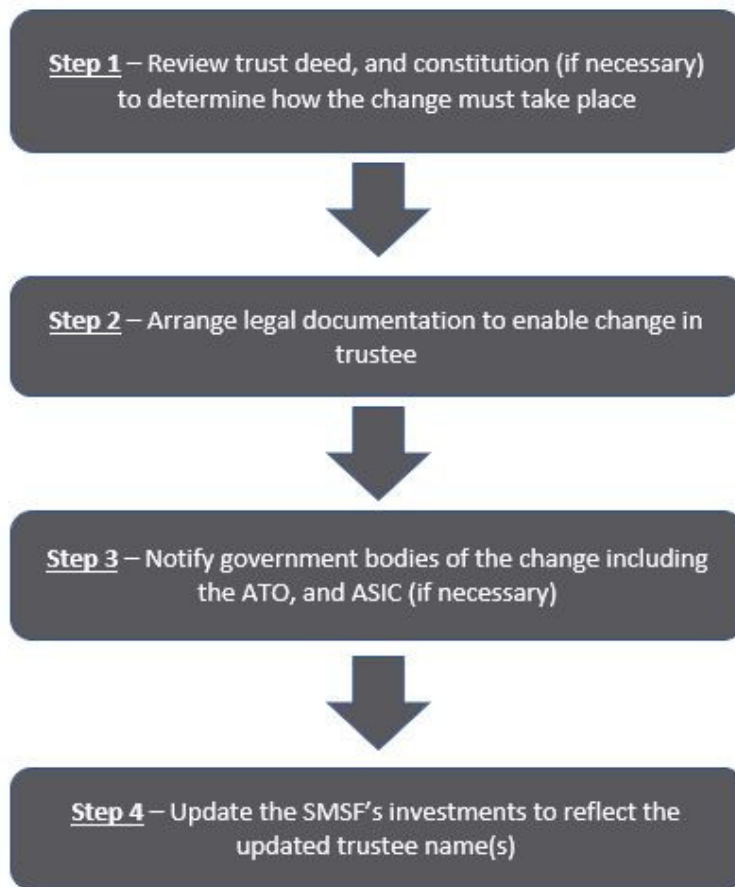 Step 1 – Review trust deed, and constitution (if necessary)
to determine how the change must take place
Step 2 – Arrange legal documentation to enable change in
trustee
Step 3 – Notify government bodies of the change including
the ATO, and ASIC (if necessary)
Step 4 – Update the SMSF's investments to reflect the
updated trustee name(s)